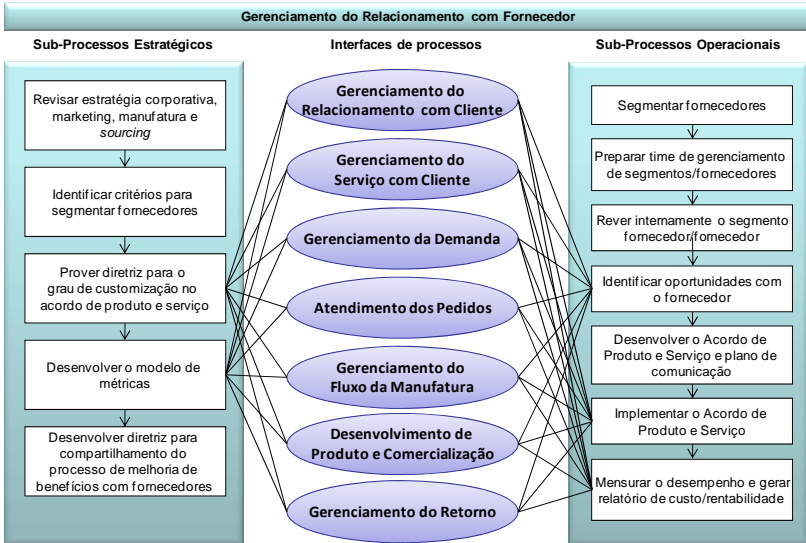 Gerenciamento do Relacionamento com Fornecedor
Sub-Processos Estratégicos
Revisar estratégia corporativa,
marketing, manufatura e
sourcing
Identificar critérios para
segmentar fornecedores
Prover diretriz para o
grau de customização no
acordo de produto e serviço
Desenvolver o modelo de
métricas
Desenvolver diretriz para
compartilhamento do
processo de melhoria de
benefícios com fornecedores
Interfaces de processos
Gerenciamento do
Relacionamento com Cliente
Gerenciamento do
Serviço com Cliente
Gerenciamento da Demanda
Atendimento dos Pedidos
Gerenciamento do
Fluxo da Manufatura
Desenvolvimento de
Produto e Comercialização
Gerenciamento do Retorno
Sub-Processos Operacionais
Segmentar fornecedores
Preparar time de gerenciamento
de segmentos/fornecedores
Rever internamente o segmento
fornecedor/fornecedor
Identificar oportunidades com
o fornecedor
Desenvolver o Acordo de
Produto e Serviço e plano de
comunicação
Implementar o Acordo de
Produto e Serviço
Mensurar o desempenho e gerar
relatório de custo/rentabilidade